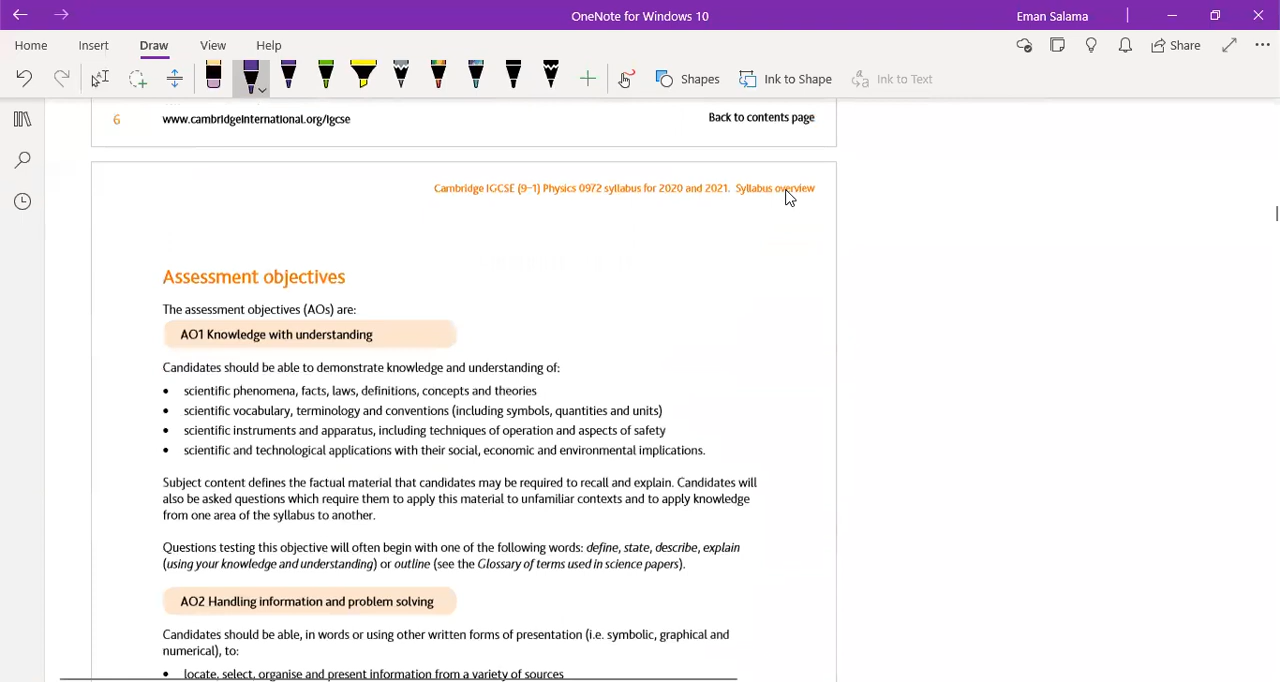 OneNote for Windows 10
Eman Salama
Home Insert Draw View Help
Share
Shapes
Ink to Shape
Ink to Text
6 www.cambridgeinternational.org/igcse Back to contents page
Cambridge IGCSE (9–1) Physics 0972 syllabus for 2020 and 2021. Syllabus overview
Assessment objectives
The assessment objectives (AOs) are:
AO1 Knowledge with understanding
Candidates should be able to demonstrate knowledge and understanding of:
• scientific phenomena, facts, laws, definitions, concepts and theories
• scientific vocabulary, terminology and conventions (including symbols, quantities and units)
• scientific instruments and apparatus, including techniques of operation and aspects of safety
• scientific and technological applications with their social, economic and environmental implications.
Subject content defines the factual material that candidates may be required to recall and explain. Candidates will
also be asked questions which require them to apply this material to unfamiliar contexts and to apply knowledge
from one area of the syllabus to another.
Questions testing this objective will often begin with one of the following words: define, state, describe, explain
(using your knowledge and understanding) or outline (see the Glossary of terms used in science papers).
AO2 Handling information and problem solving
Candidates should be able, in words or using other written forms of presentation (i.e. symbolic, graphical and
numerical), to:
• locate, select, organise and present information from a variety of sources